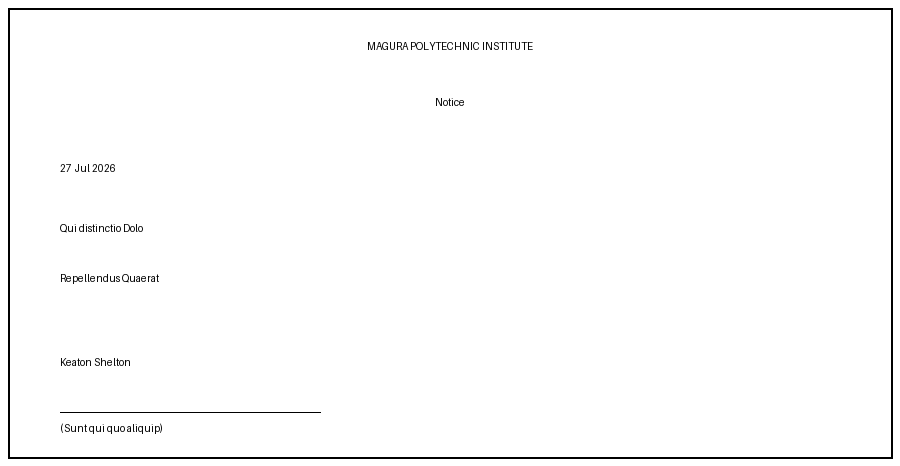 MAGURA POLYTECHNIC INSTITUTE
Notice
27 Jul 2026
Qui distinctio Dolo
Repellendus Quaerat
Keaton Shelton
(Sunt qui quo aliquip)